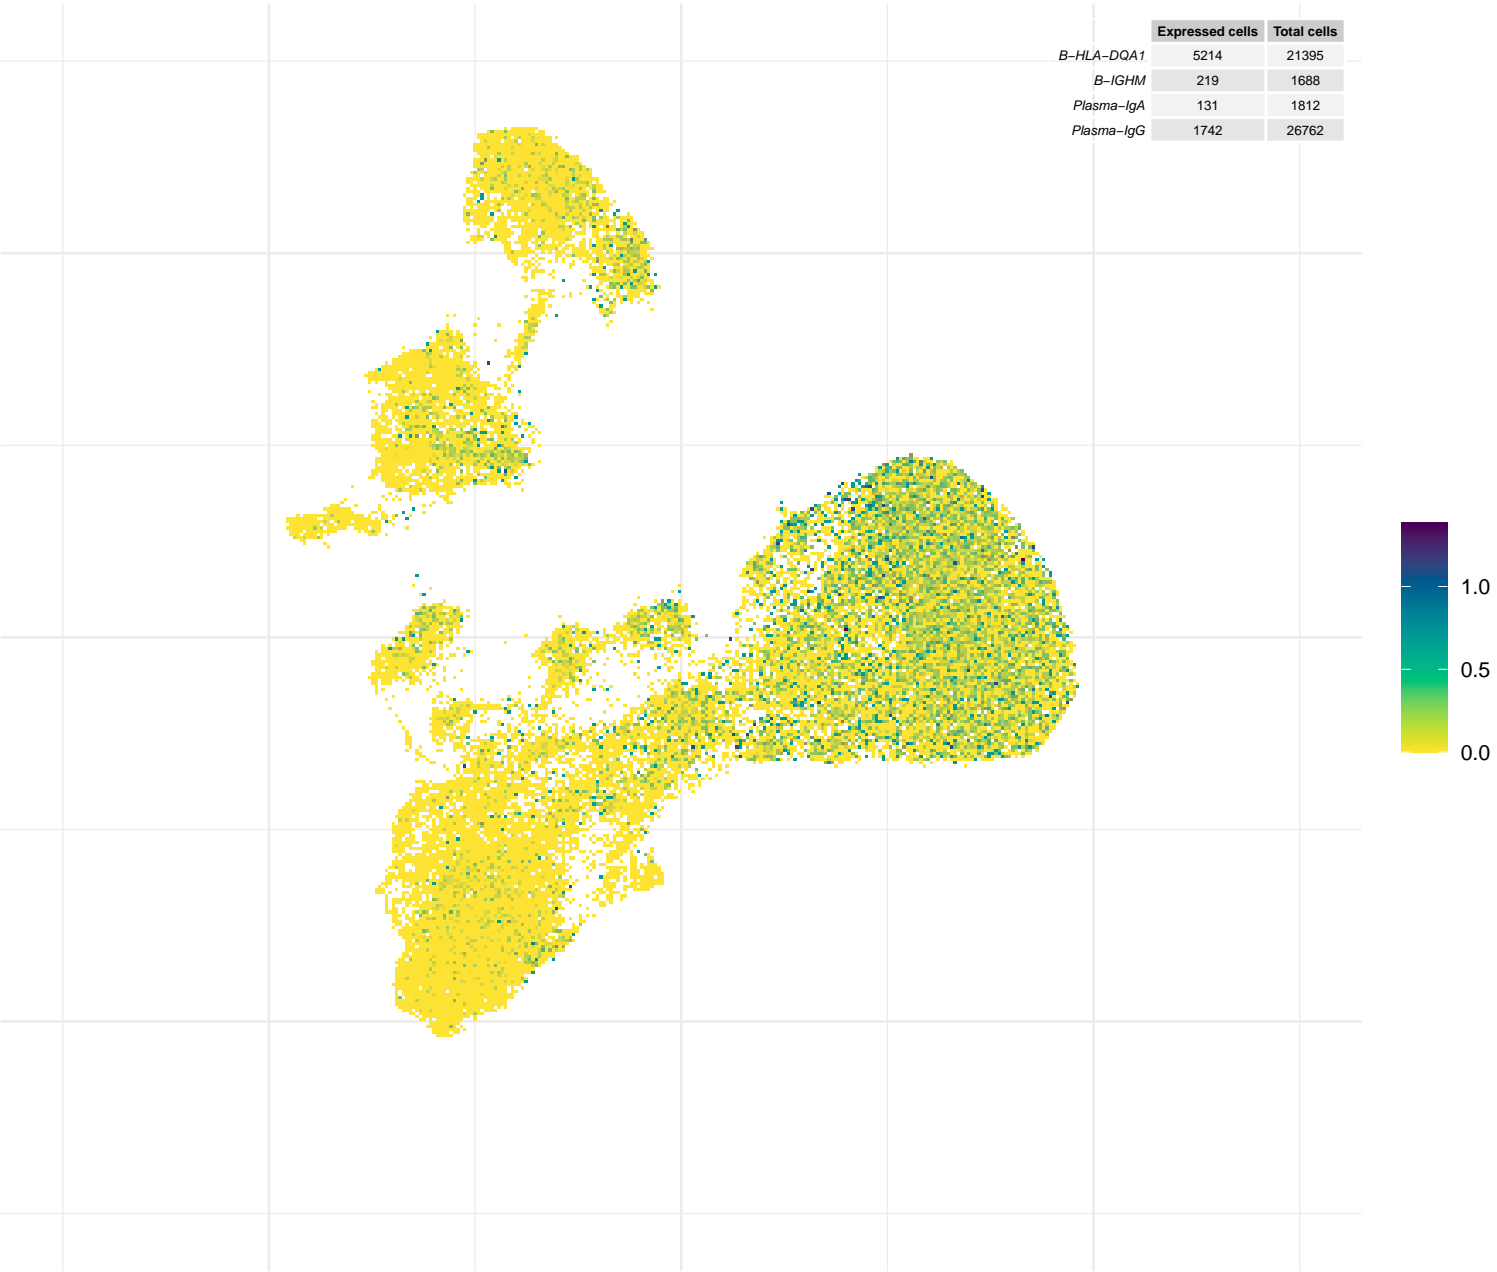 Expressed cells Total cells
B−HLA−DQA1 5214 21395
B−IGHM 219 1688
Plasma−IgA 131 1812
Plasma−IgG 1742 26762
1.0
0.5
0.0